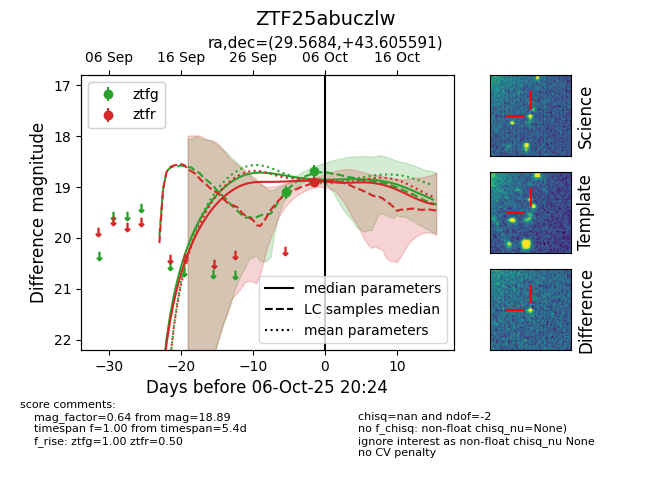 ZTF25abuczlw
ra,dec=(29.5684,+43.605591)
06 Sep 16 Sep 26 Sep 06 Oct 16 Oct
17
18
19
20
21
22
Difference magnitude
ztfg
ztfr
median parameters
LC samples median
mean parameters
−30 −20 −10 0 10
Days before 06-Oct-25 20:24
Science
Template
Difference
score comments:
mag_factor=0.64 from mag=18.89
timespan f=1.00 from timespan=5.4d
f_rise: ztfg=1.00 ztfr=0.50
chisq=nan and ndof=-2
no f_chisq: non-float chisq_nu=None)
ignore interest as non-float chisq_nu None
no CV penalty